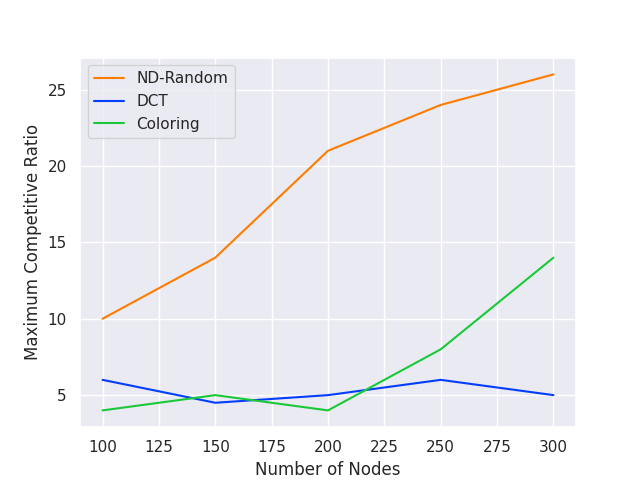 ND-Random
DCT
Coloring
Maximum Competitive Ratio
25
20
15
10
5
100 125 150 175 200 225 250 275 300
Number of Nodes